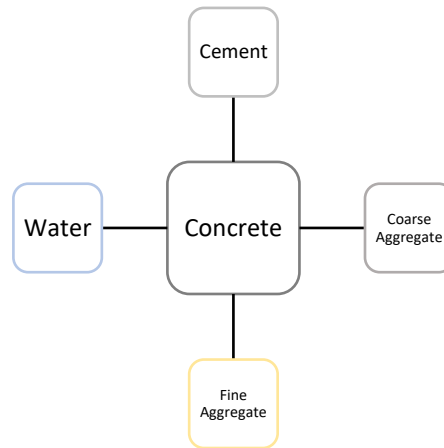 Cement
Water
Concrete
Coarse
Aggregate
Fine
Aggregate